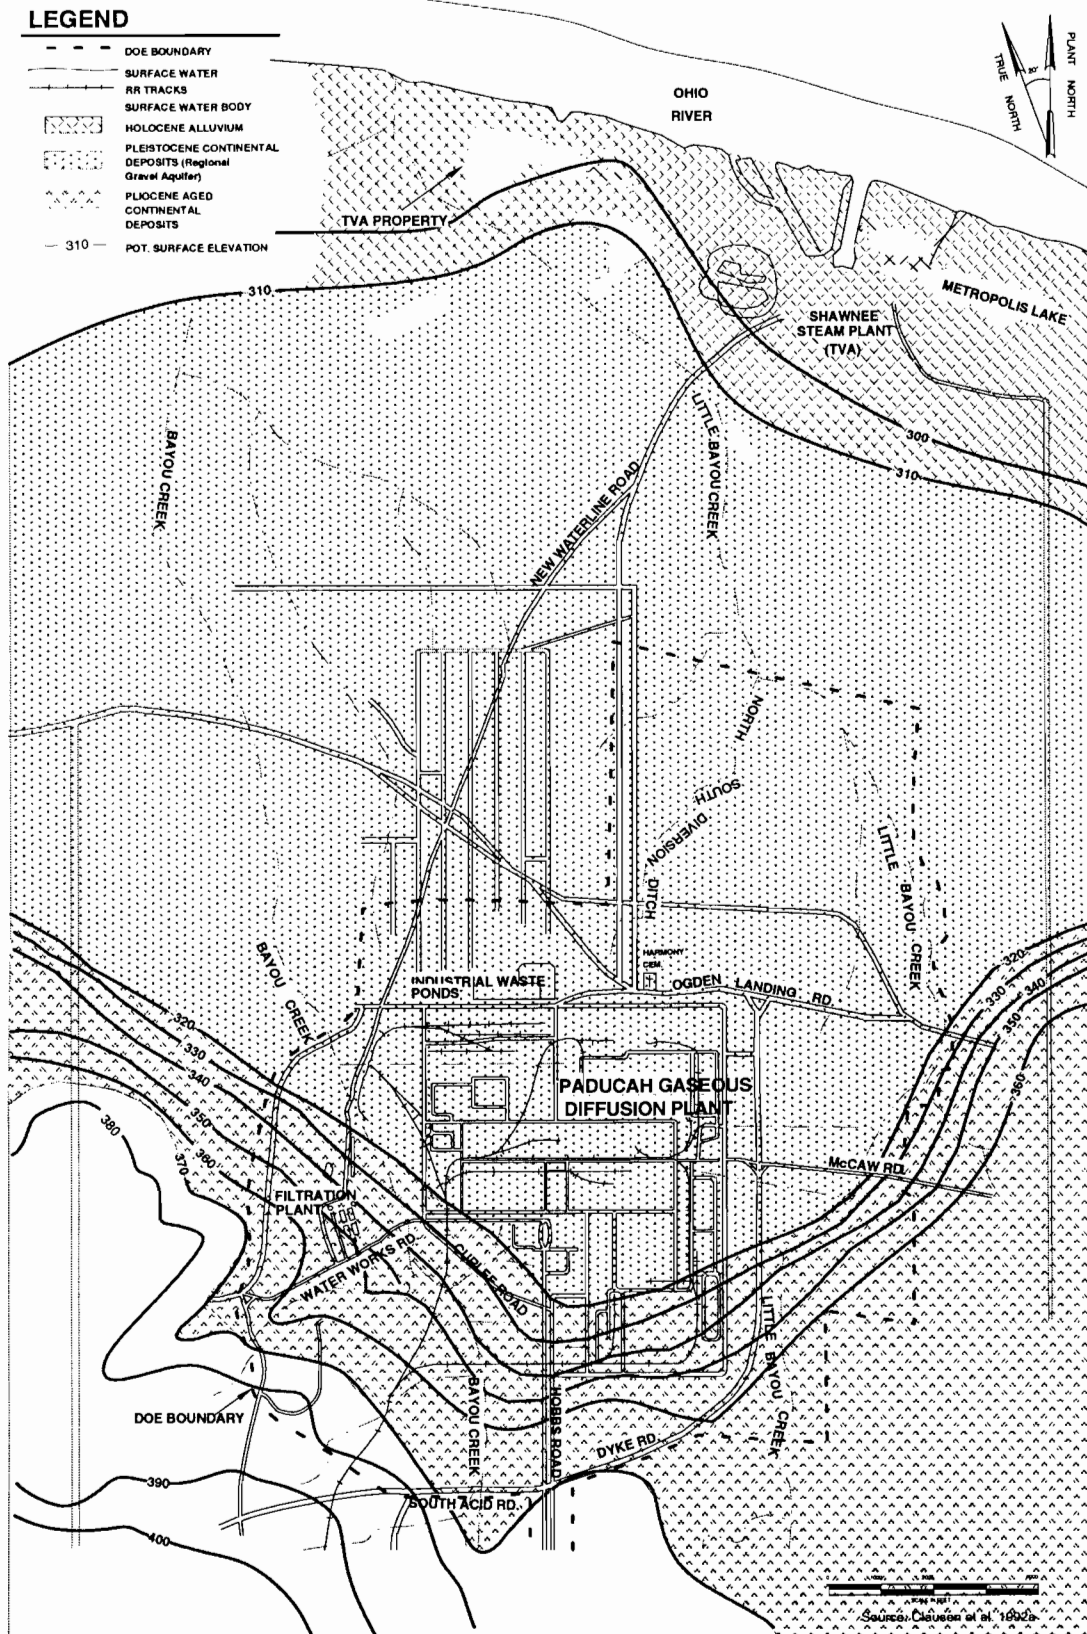 LEGEND
DOE BOUNDARY
SURFACE WATER
RR TRACKS
SURFACE WATER BODY
HOLOCENE ALLUVIUM
PLEISTOCENE CONTINENTAL
DEPOSITS (Regional
Gravel Aquifer)
PLIOCENE AGED
CONTINENTAL
DEPOSITS
310
POT. SURFACE ELEVATION
PLANT NORTH
TRUE NORTH
20°
OHIO
RIVER
TVA PROPERTY
METROPOLIS LAKE
SHAWNEE
STEAM PLANT
(TVA)
310
300
310
BAYOU CREEK
LITTLE BAYOU CREEK
NEW WATERLINE ROAD
NORTH
SOUTH
DIVERSION
DITCH
LITTLE BAYOU CREEK
BAYOU CREEK
HARMONY
CEM.
INDUSTRIAL WASTE
PONDS
OGDEN LANDING RD.
320
330
340
350
360
320
330
340
350
360
370
380
PADUCAH GASEOUS
DIFFUSION PLANT
McCAW RD.
FILTRATION
PLANT
WATER WORKS RD.
CURLEE ROAD
LITTLE BAYOU CREEK
BAYOU CREEK
HOBBS ROAD
DOE BOUNDARY
DYKE RD.
SOUTH ACID RD.
390
400
SCALE IN FEET
Source: Clausen et al. 1992a